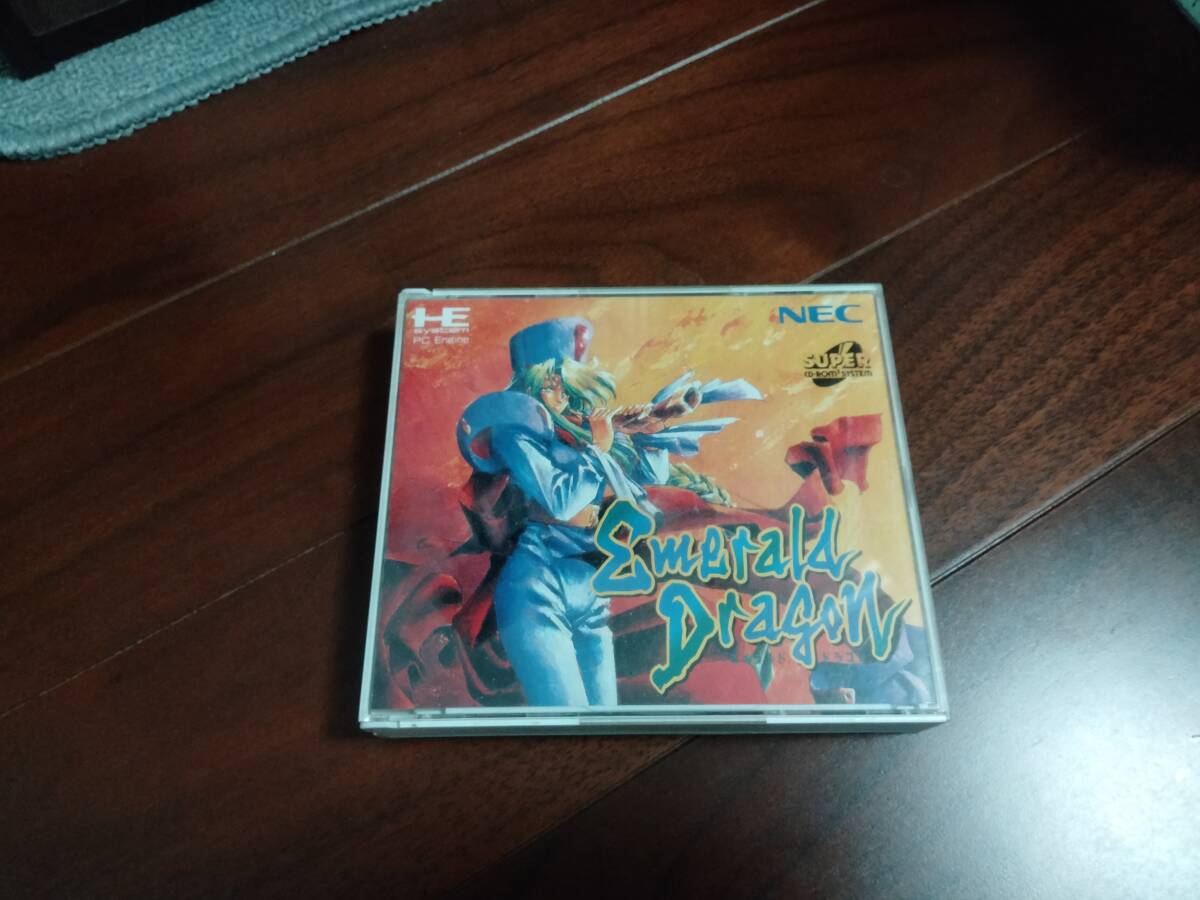 HE
system
PC Engine
NEC
SUPER
CD-ROM² SYSTEM
Emerald
Dragon